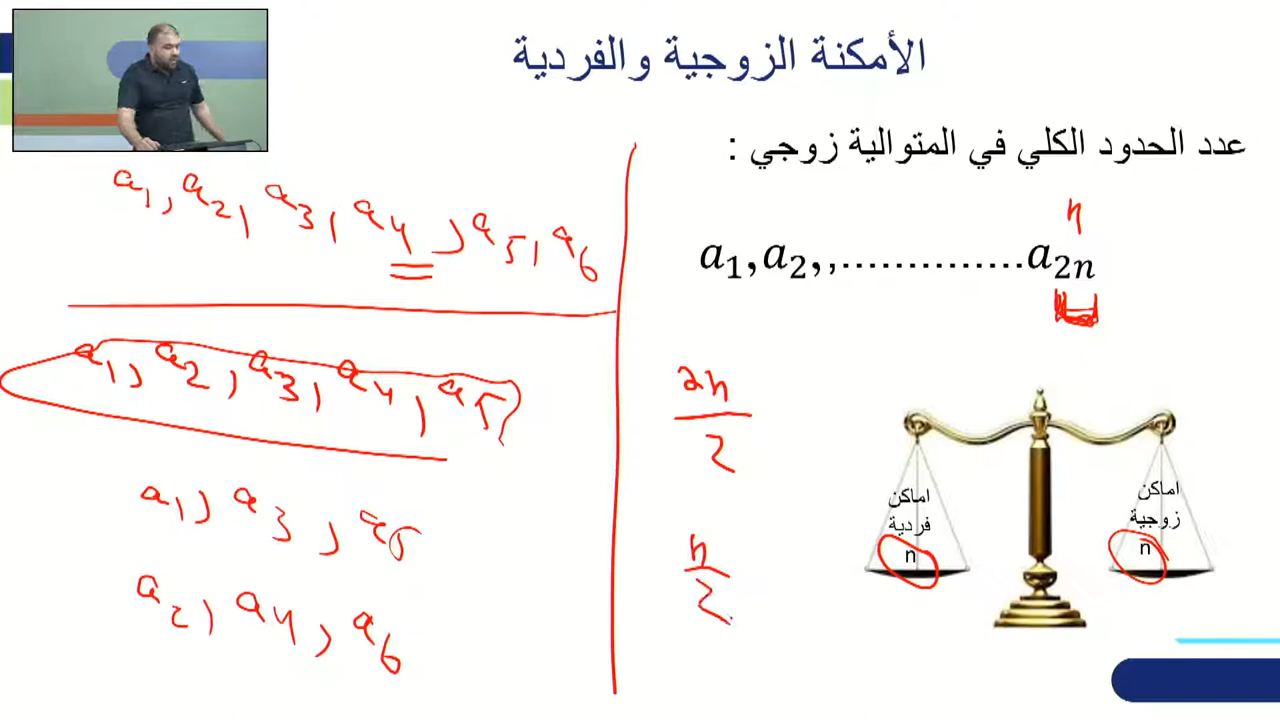 الأمكنة الزوجية والفردية
عدد الحدود الكلي في المتوالية زوجي :
n
a₁,a₂,,..............a₂ₙ
a₁, a₂, a₃, a₄, a₅, a₆
a₁, a₂, a₃, a₄, a₅
a₁, a₃, a₅
a₂, a₄, a₆
2n
2
n
2
اماكن
فردية
n
اماكن
زوجية
n